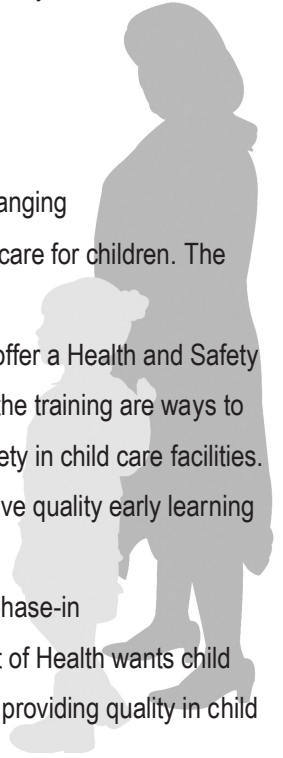 anging
care for children. The
offer a Health and Safety
the training are ways to
ety in child care facilities.
ve quality early learning
hase-in
t of Health wants child
providing quality in child